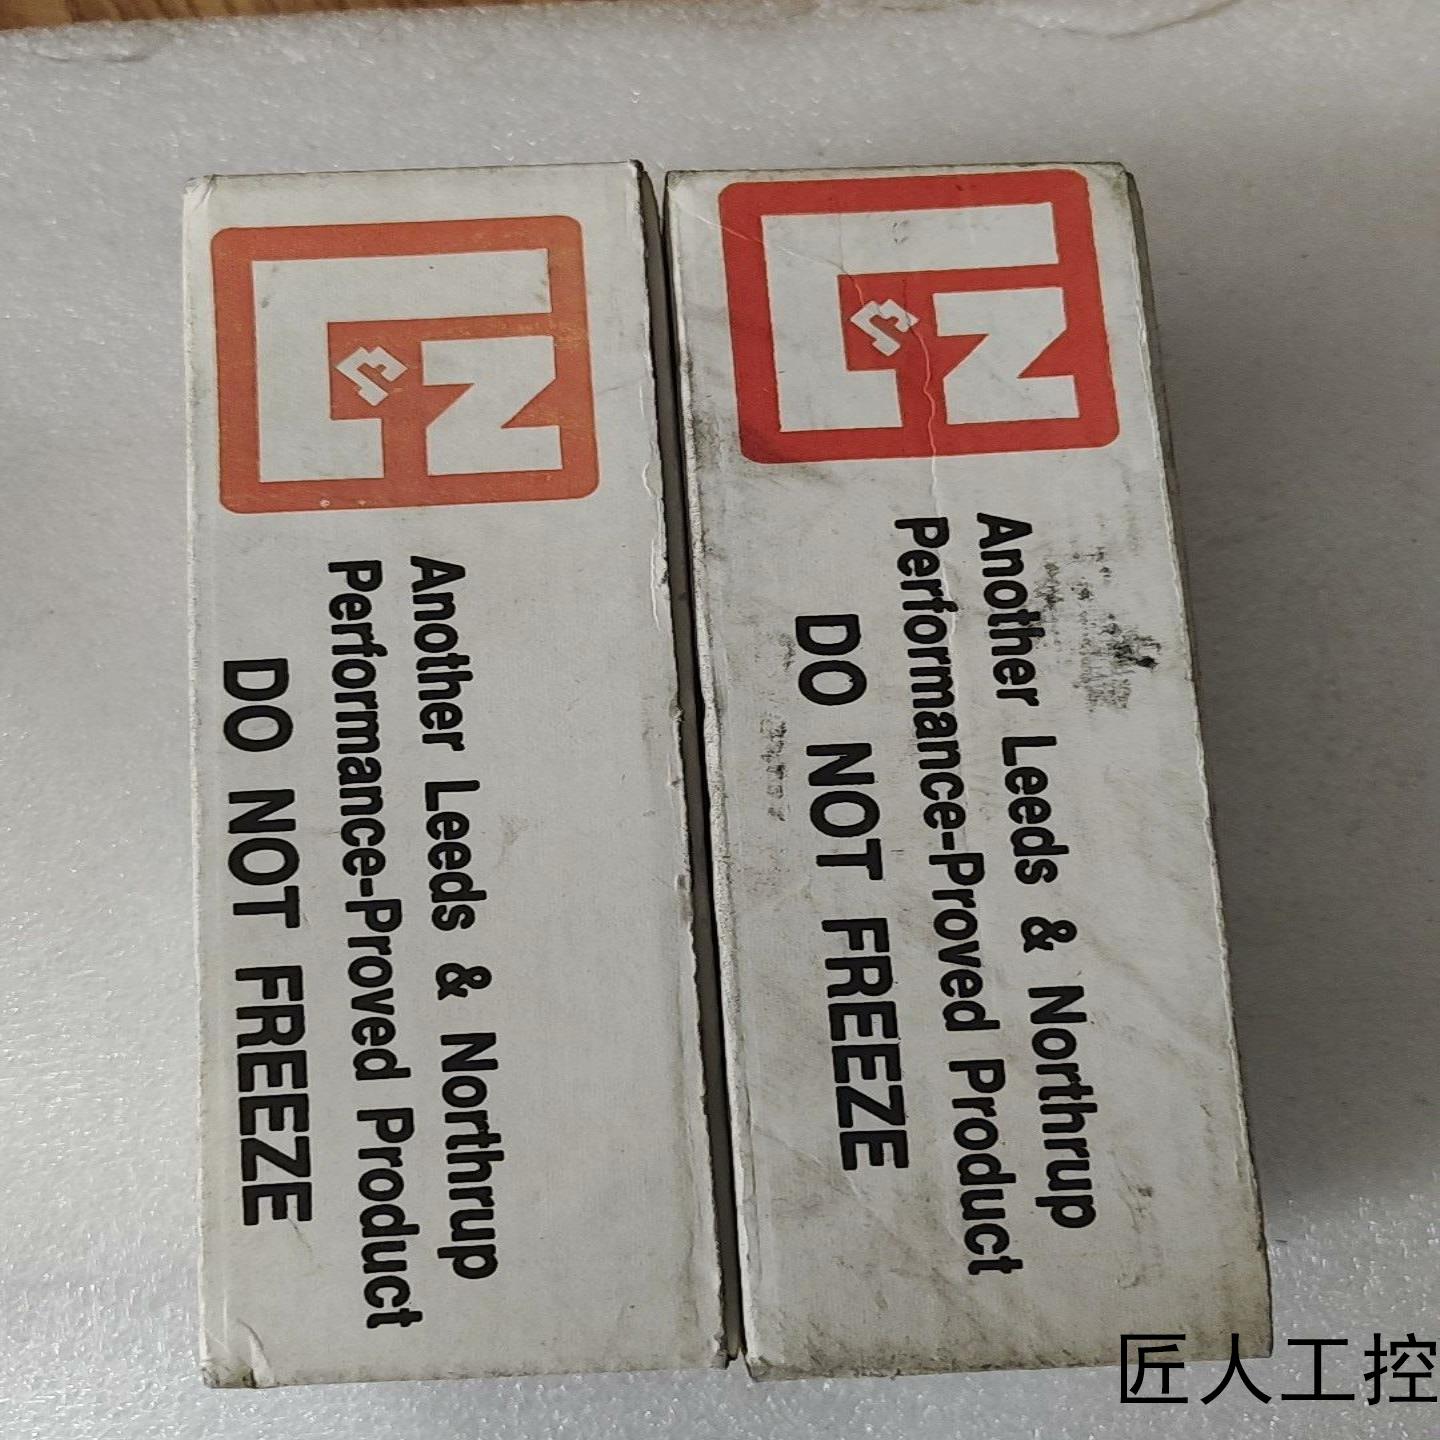 L&N
Another Leeds & Northrup
Performance-Proved Product
DO NOT FREEZE
L&N
Another Leeds & Northrup
Performance-Proved Product
DO NOT FREEZE
匠人工控